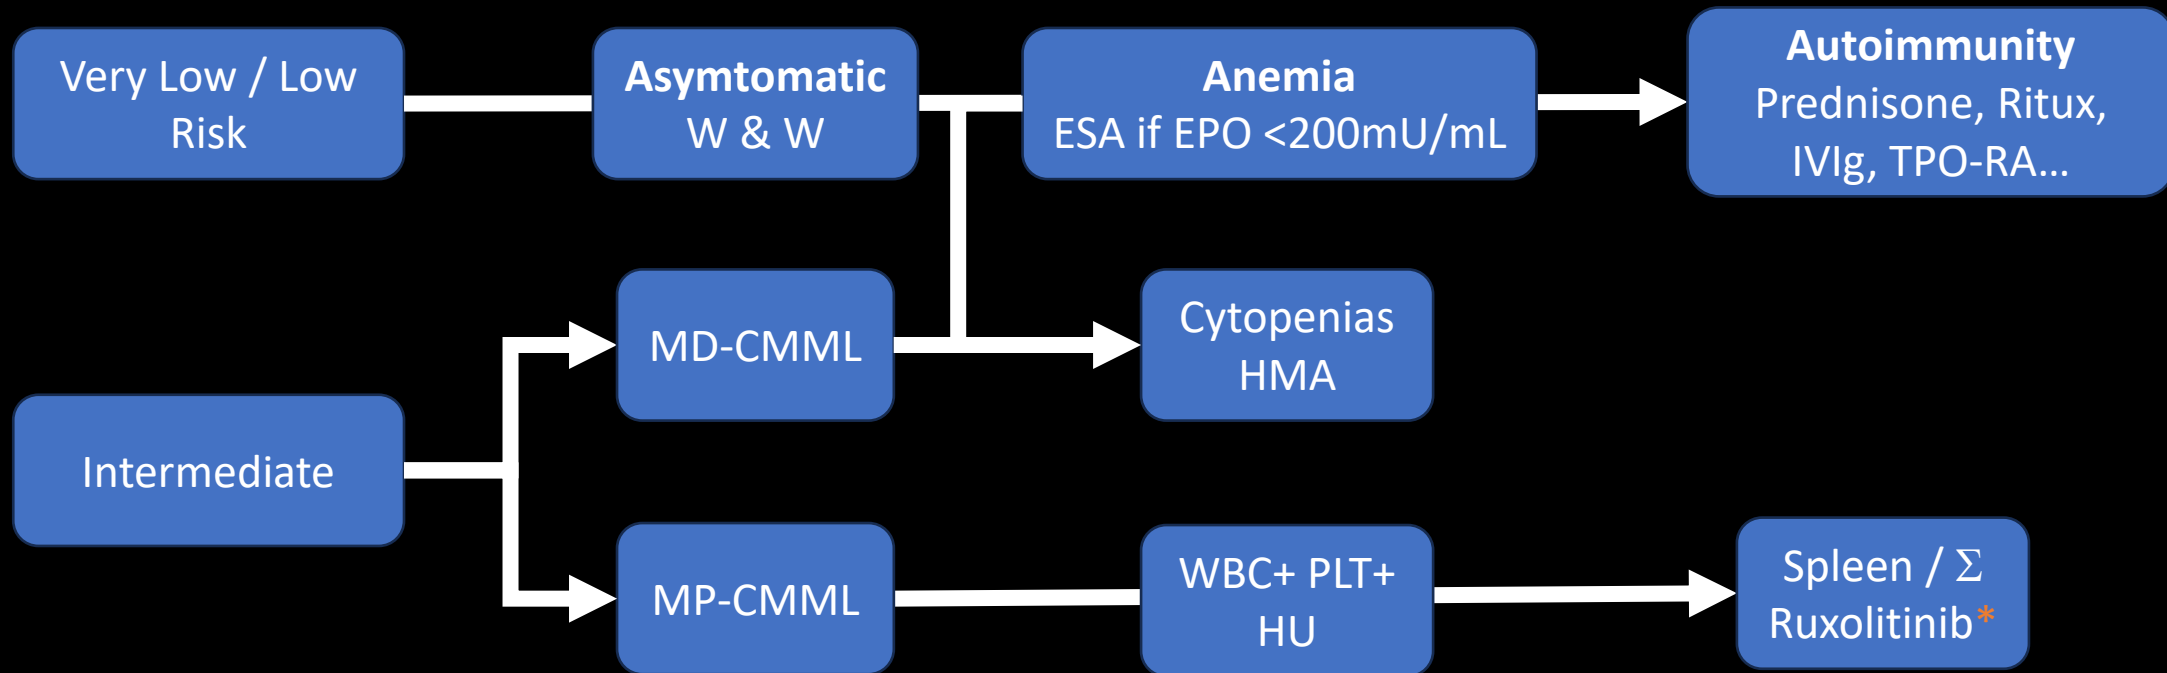 Very Low / Low
Risk
Asymtomatic
W & W
Anemia
ESA if EPO <200mU/mL
Autoimmunity
Prednisone, Ritux,
IVIg, TPO-RA...
MD-CMML
Cytopenias
HMA
Intermediate
MP-CMML
WBC+ PLT+
HU
Spleen / Σ
Ruxolitinib*